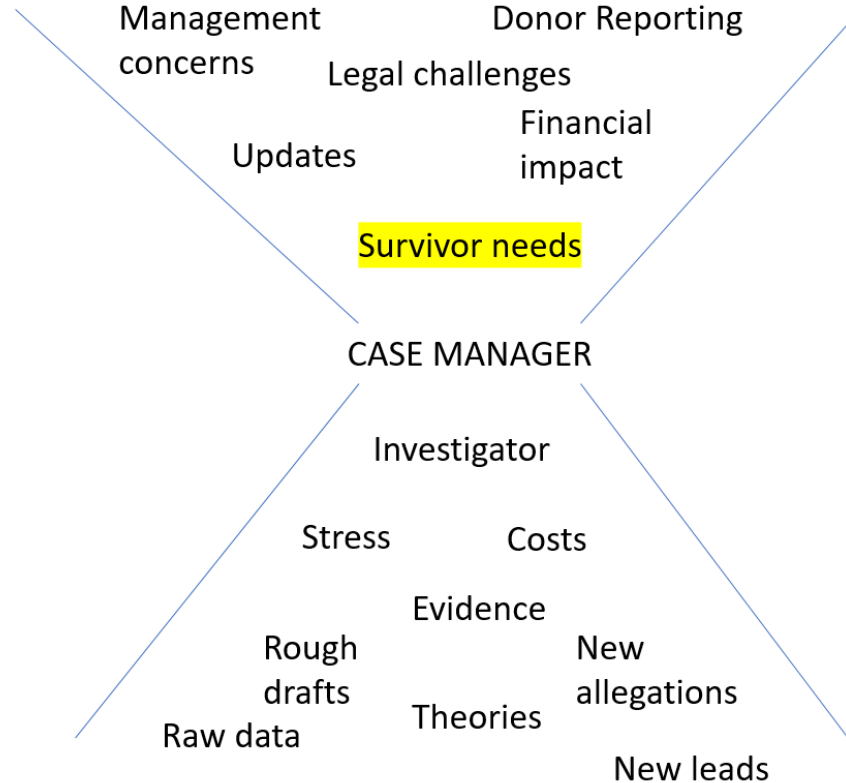 Management
concerns
Donor Reporting
Legal challenges
Financial
impact
Updates
Survivor needs
CASE MANAGER
Investigator
Stress
Costs
Evidence
Rough
drafts
New
allegations
Theories
Raw data
New leads